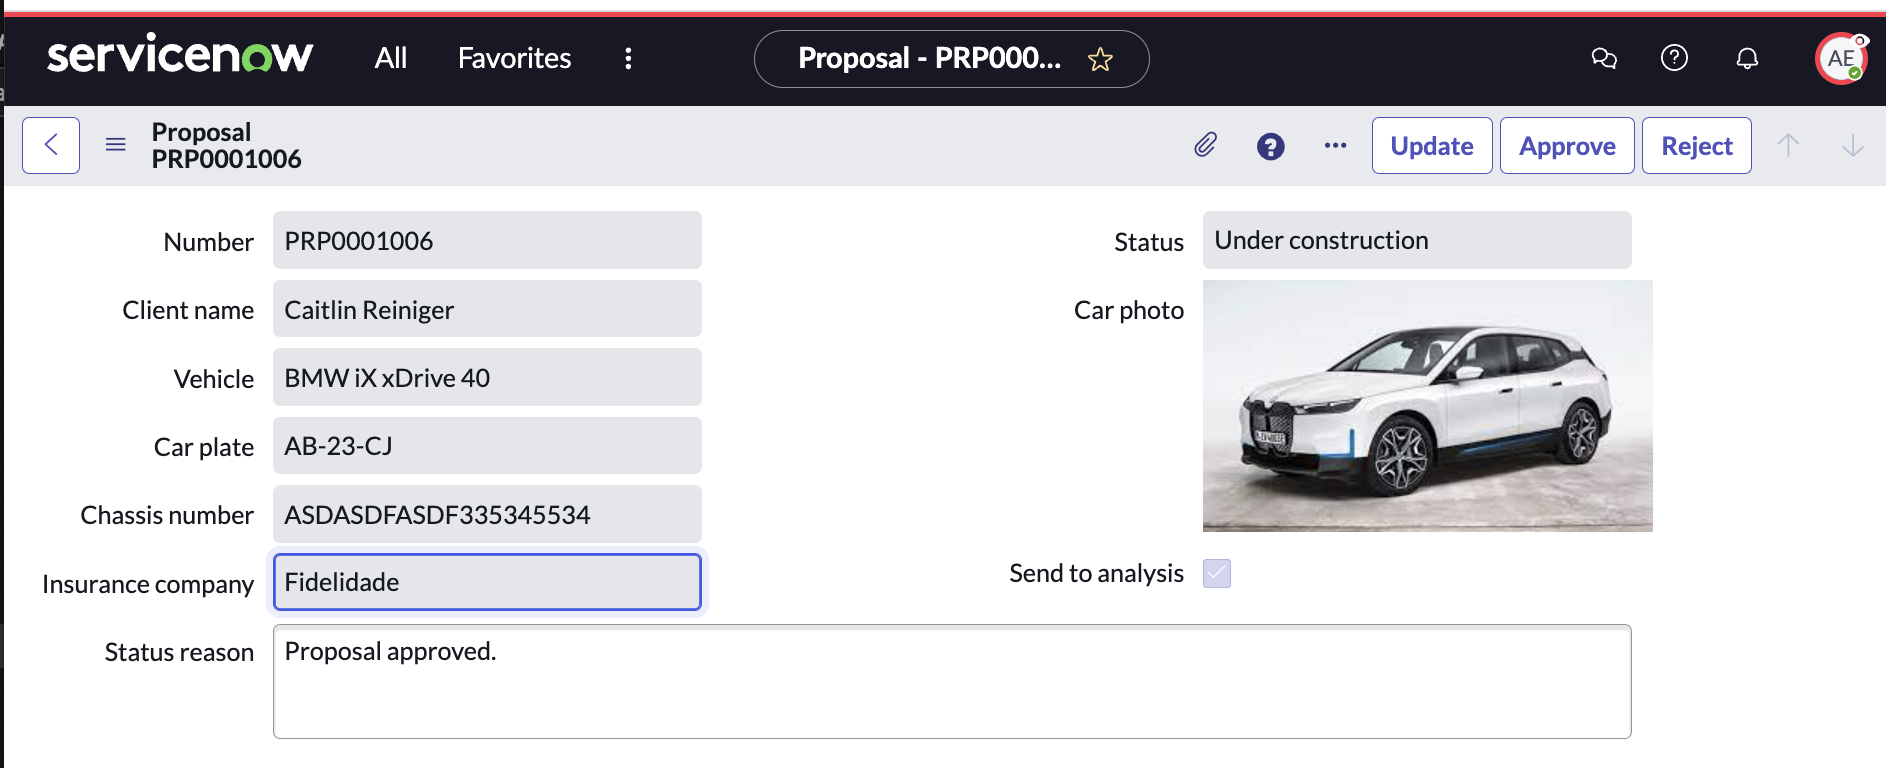 servicenow All Favorites Proposal - PRP000... AE
Proposal
PRP0001006
? Update Approve Reject
Number PRP0001006
Status Under construction
Client name Caitlin Reiniger
Car photo
Vehicle BMW iX xDrive 40
Car plate AB-23-CJ
Chassis number ASDASDFASDF335345534
Insurance company Fidelidade
Send to analysis
Status reason Proposal approved.